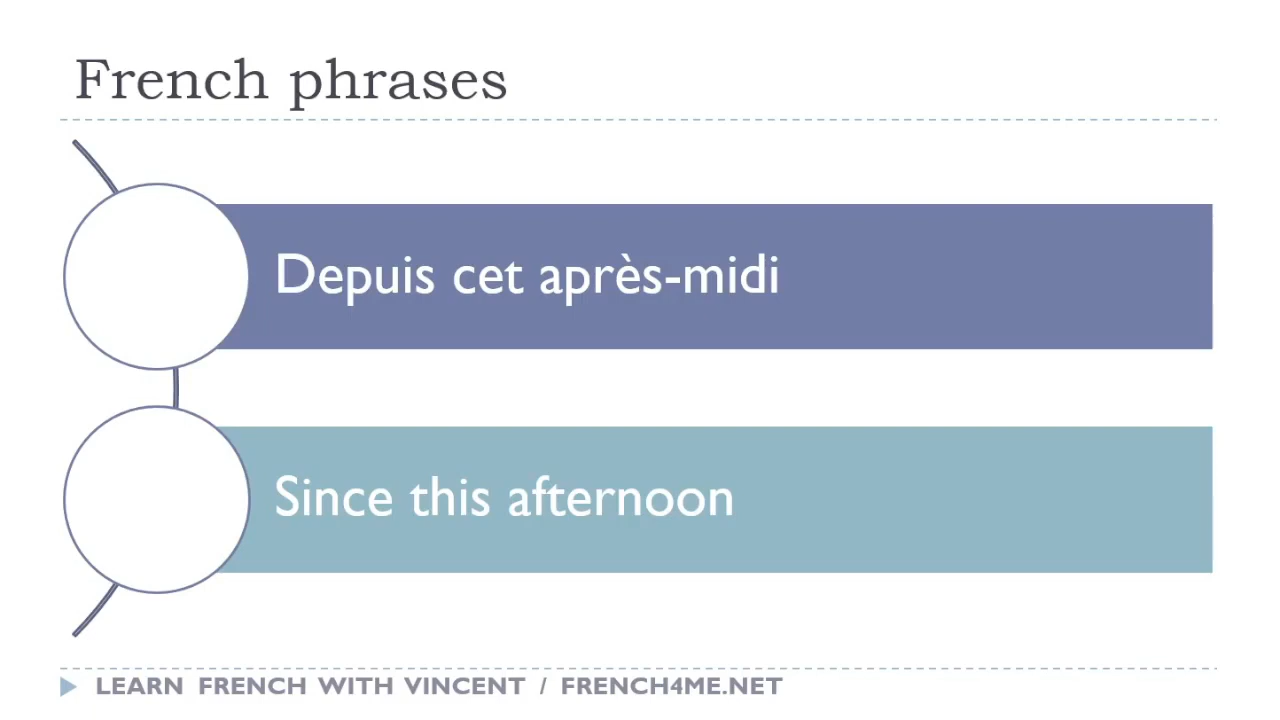 French phrases
Depuis cet après-midi
Since this afternoon
LEARN FRENCH WITH VINCENT / FRENCH4ME.NET